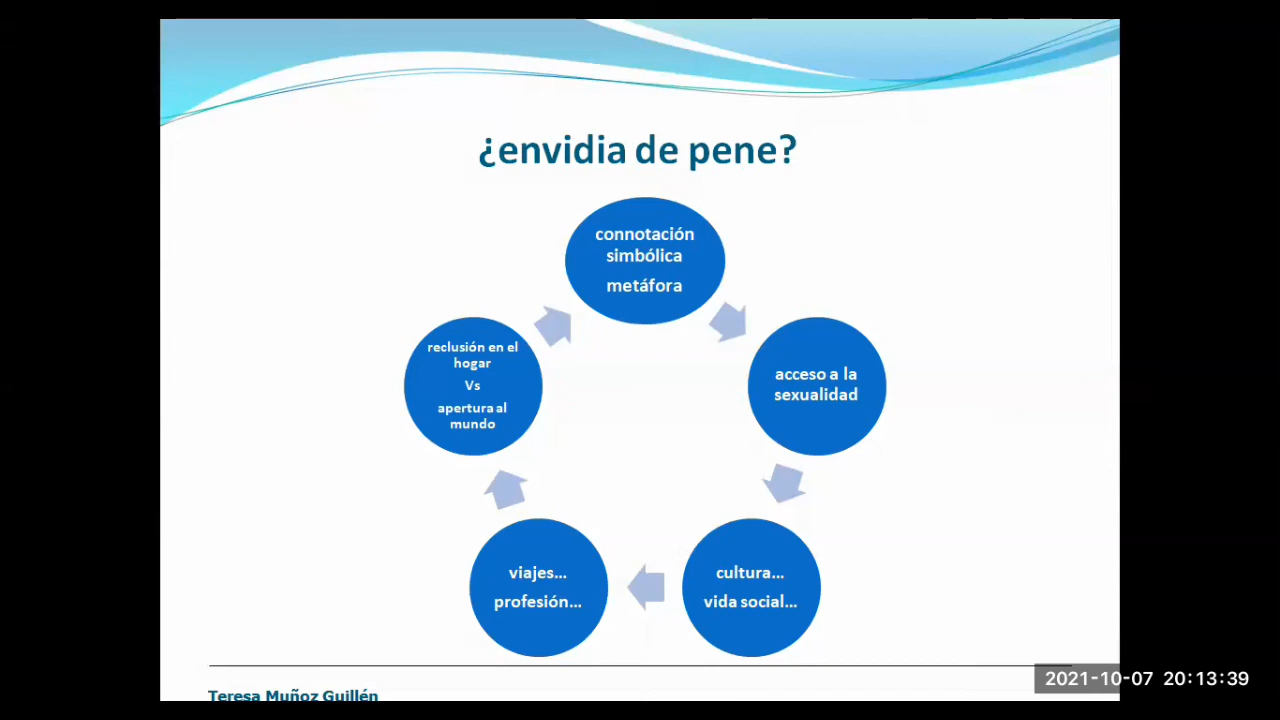 ¿envidia de pene?
connotación
simbólica
metáfora
acceso a la
sexualidad
cultura...
vida social...
viajes...
profesión...
reclusión en el
hogar
Vs
apertura al
mundo
Teresa Muñoz Guillén
2021-10-07 20:13:39